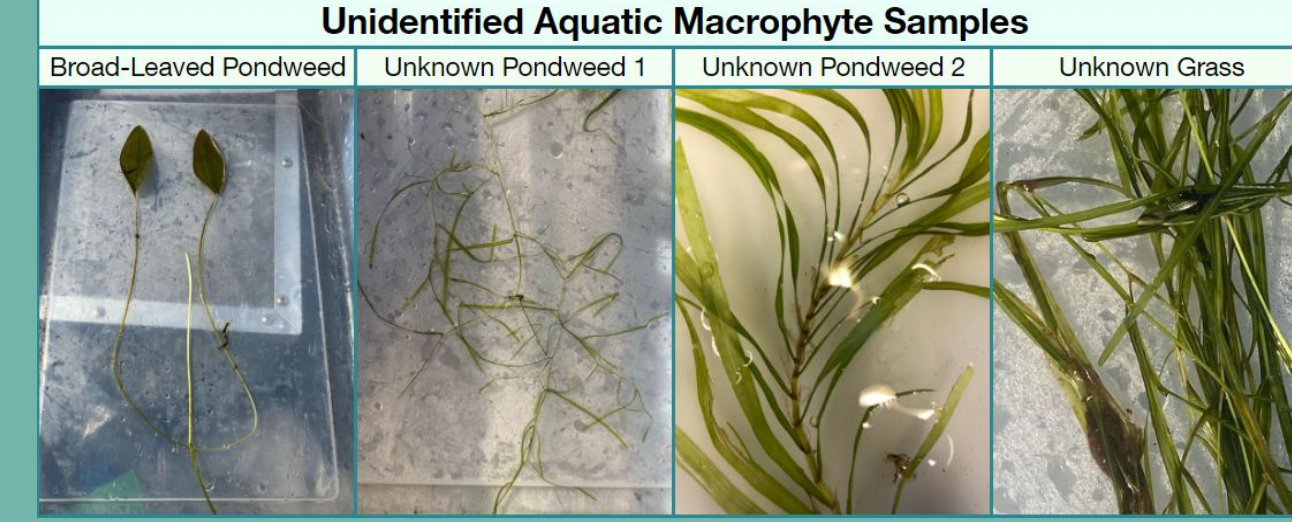 Unidentified Aquatic Macrophyte Samples
Broad-Leaved Pondweed
Unknown Pondweed 1
Unknown Pondweed 2
Unknown Grass